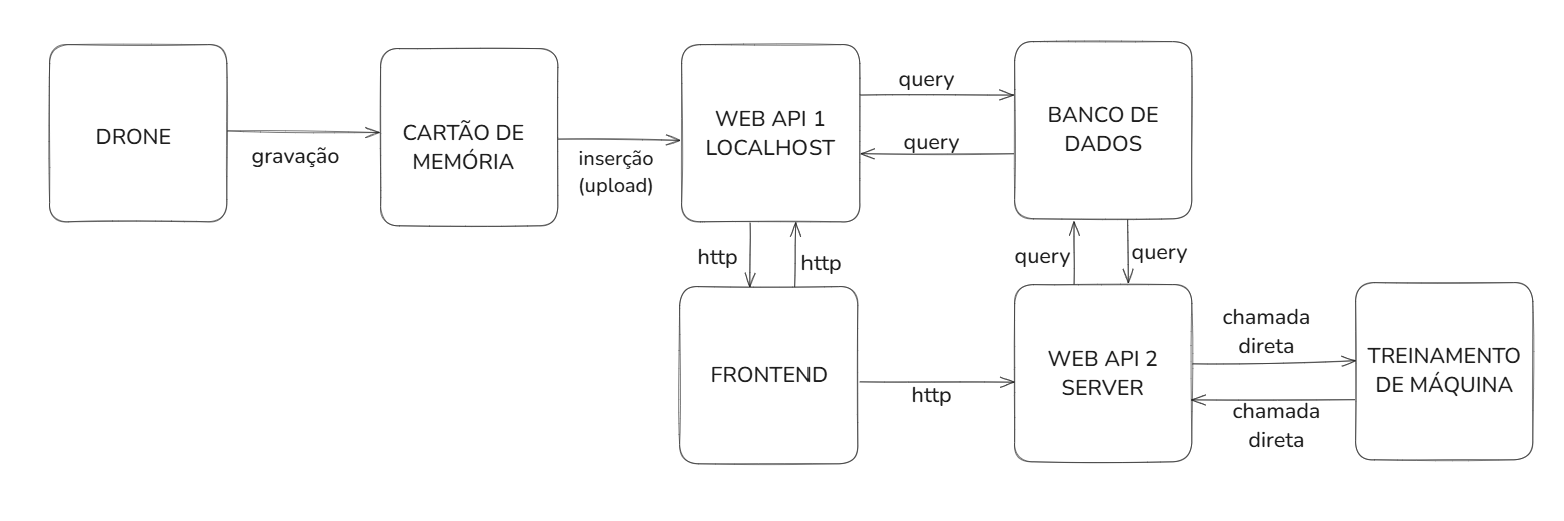 DRONE
gravação
CARTÃO DE
MEMÓRIA
inserção
(upload)
WEB API 1
LOCALHOST
query
query
BANCO DE
DADOS
http
http
query
query
FRONTEND
http
WEB API 2
SERVER
chamada
direta
chamada
direta
TREINAMENTO
DE MÁQUINA